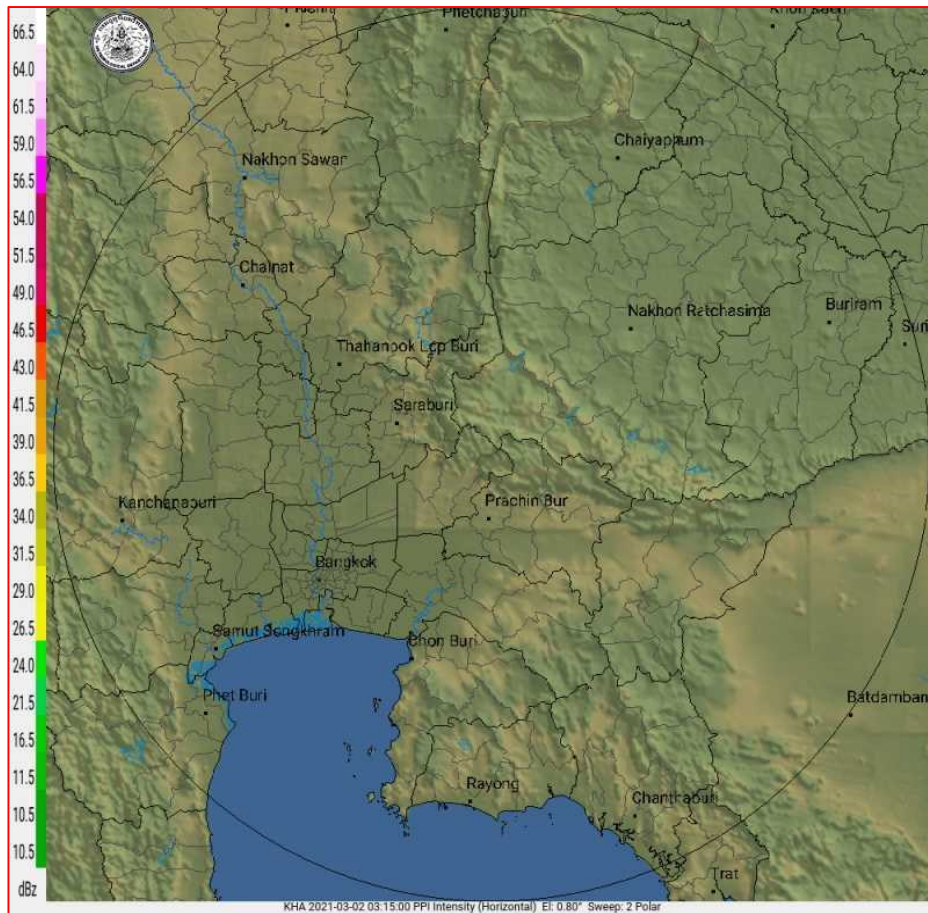 Phetchabun
Khon Kaen
66.5
64.0
61.5
59.0
56.5
54.0
51.5
49.0
46.5
43.0
41.5
39.0
36.5
34.0
31.5
29.0
26.5
24.0
21.5
16.5
11.5
10.5
10.5
dBz
Chaiyaphum
Nakhon Sawan
Chainat
Nakhon Ratchasima
Buriram
Suri
Thahanpok Lop Buri
Saraburi
Kanchanaburi
Prachin Bur
Bangkok
Samut Songkhram
Chon Buri
Phet Buri
Batdamban
Rayong
Chanthaburi
Trat
KHA 2021-03-02 03:15:00 PPI Intensity (Horizontal) El: 0.80° Sweep: 2 Polar